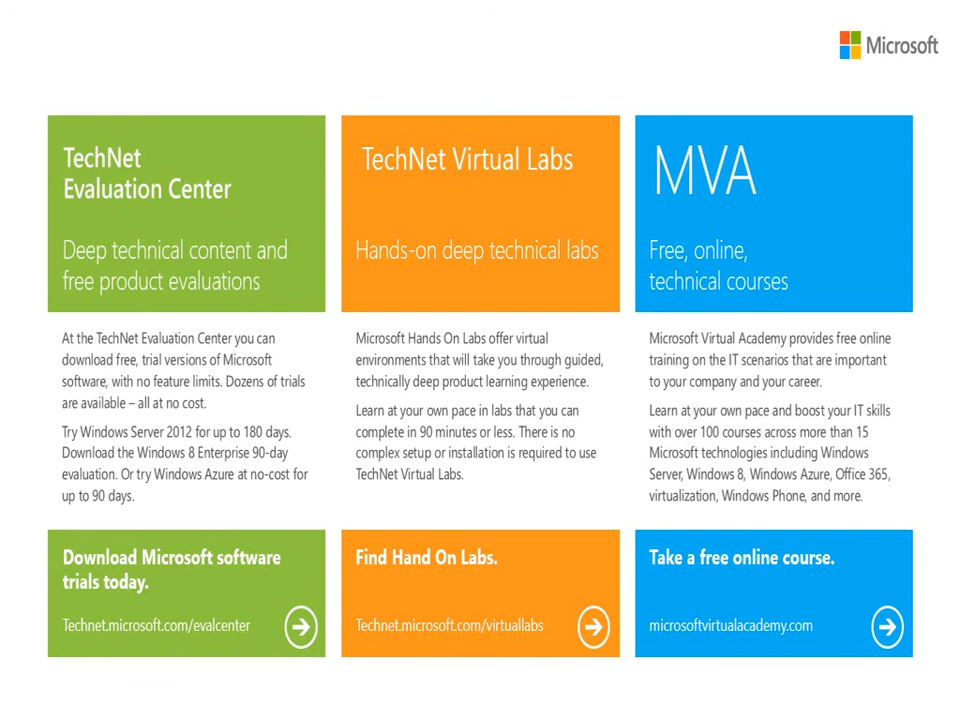 Microsoft
TechNet
Evaluation Center
Deep technical content and
free product evaluations
At the TechNet Evaluation Center you can
download free, trial versions of Microsoft
software, with no feature limits. Dozens of trials
are available – all at no cost.
Try Windows Server 2012 for up to 180 days.
Download the Windows 8 Enterprise 90-day
evaluation. Or try Windows Azure at no-cost for
up to 90 days.
Download Microsoft software
trials today.
Technet.microsoft.com/evalcenter
TechNet Virtual Labs
Hands-on deep technical labs
Microsoft Hands On Labs offer virtual
environments that will take you through guided,
technically deep product learning experience.
Learn at your own pace in labs that you can
complete in 90 minutes or less. There is no
complex setup or installation is required to use
TechNet Virtual Labs.
Find Hand On Labs.
Technet.microsoft.com/virtuallabs
MVA
Free, online,
technical courses
Microsoft Virtual Academy provides free online
training on the IT scenarios that are important
to your company and your career.
Learn at your own pace and boost your IT skills
with over 100 courses across more than 15
Microsoft technologies including Windows
Server, Windows 8, Windows Azure, Office 365,
virtualization, Windows Phone, and more.
Take a free online course.
microsoftvirtualacademy.com